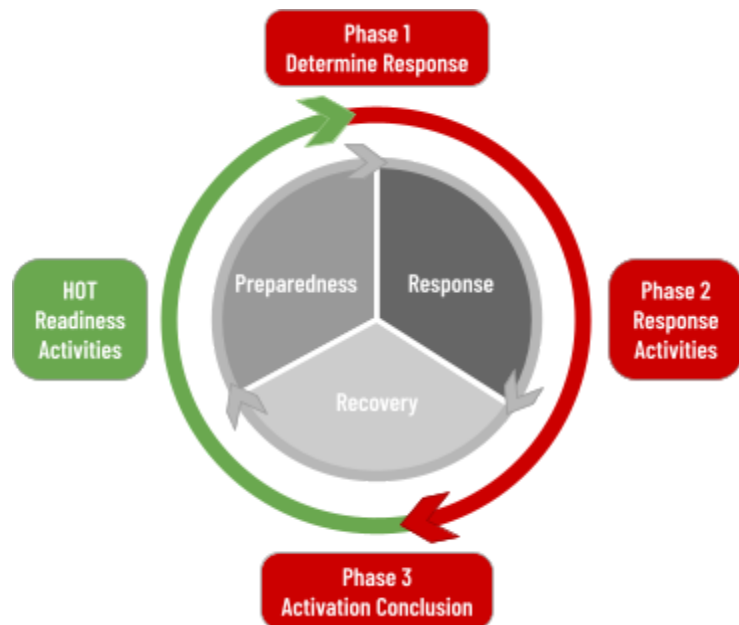 Phase 1
Determine Response
Preparedness
Response
HOT
Readiness
Activities
Phase 2
Response
Activities
Recovery
Phase 3
Activation Conclusion